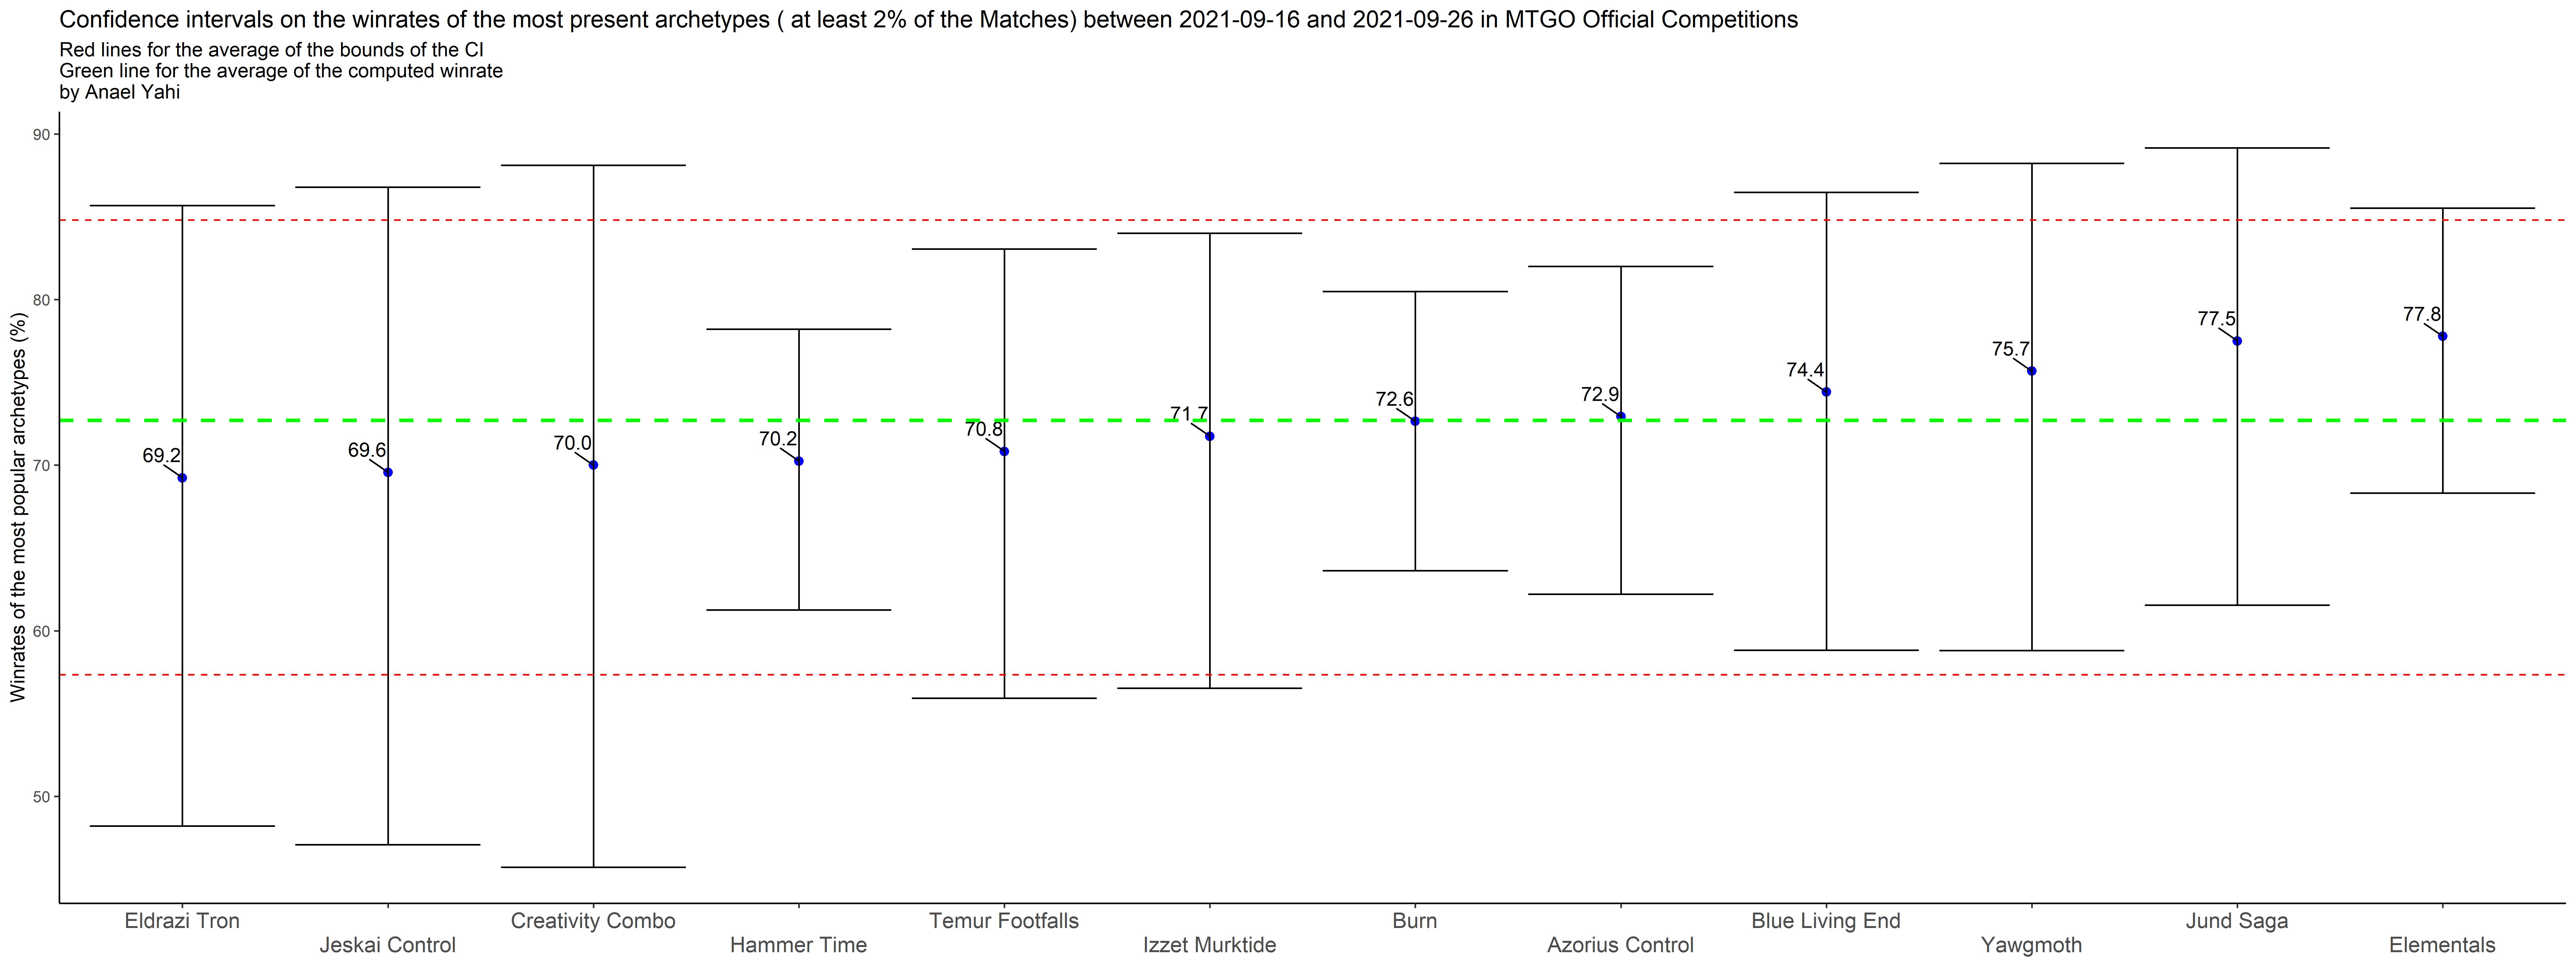 Confidence intervals on the winrates of the most present archetypes ( at least 2% of the Matches) between 2021-09-16 and 2021-09-26 in MTGO Official Competitions
Red lines for the average of the bounds of the CI
Green line for the average of the computed winrate
by Anael Yahi
Winrates of the most popular archetypes (%)
90
80
70
60
50
69.2
69.6
70.0
70.2
70.8
71.7
72.6
72.9
74.4
75.7
77.5
77.8
Eldrazi Tron
Jeskai Control
Creativity Combo
Hammer Time
Temur Footfalls
Izzet Murktide
Burn
Azorius Control
Blue Living End
Yawgmoth
Jund Saga
Elementals